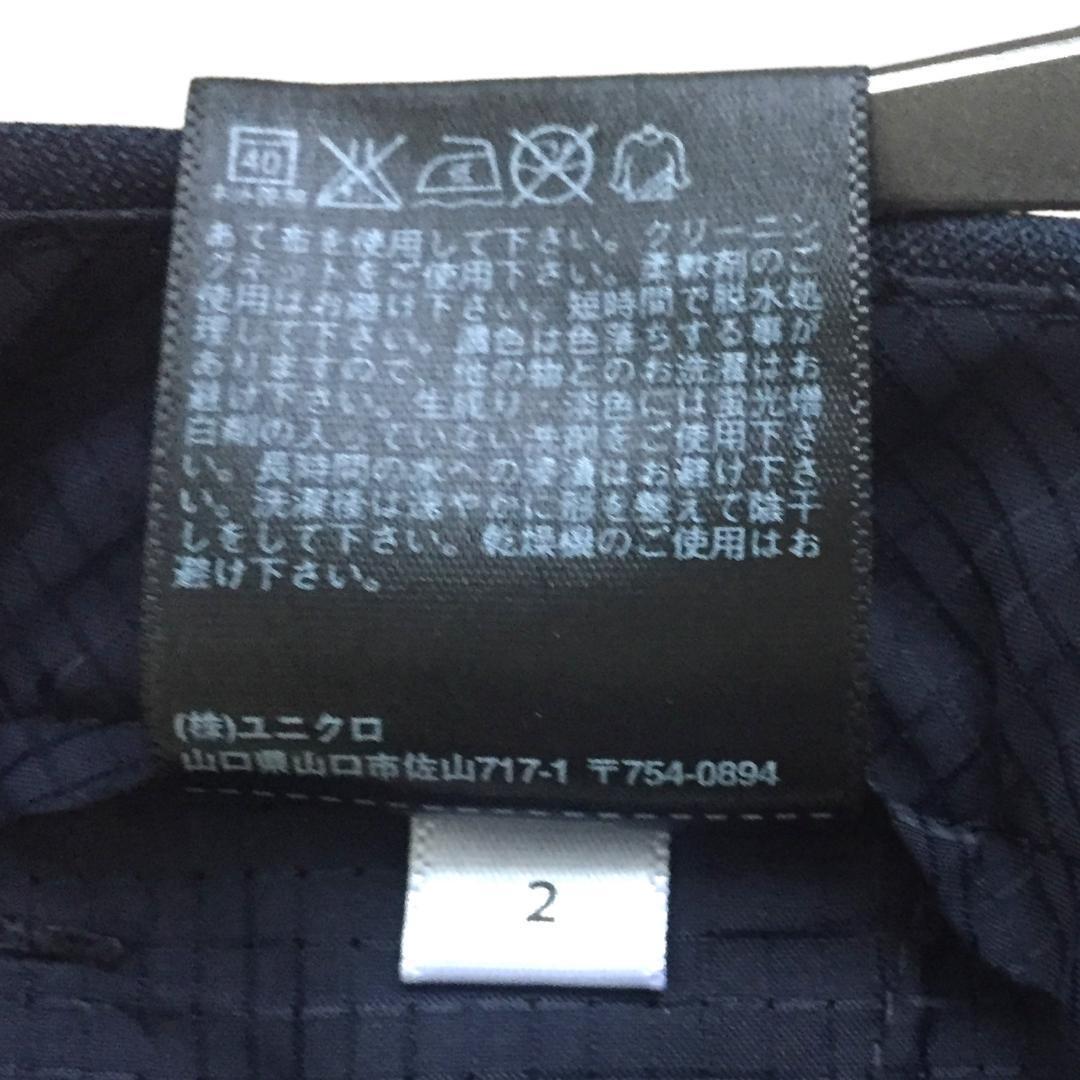 40
あて布を使用して下さい。クリーニン
グネットをご使用下さい。柔軟剤のご
使用はお避け下さい。短時間で脱水処
理して下さい。濃色は色落ちする事が
ありますので、他の物とのお洗濯はお
避け下さい。生成り・淡色には蛍光増
白剤の入っていない洗剤をご使用下さ
い。長時間の水への浸漬はお避け下さ
い。洗濯後は速やかに形を整えて陰干
しをして下さい。乾燥機のご使用はお
避け下さい。
(株)ユニクロ
山口県山口市佐山717-1 〒754-0894
2